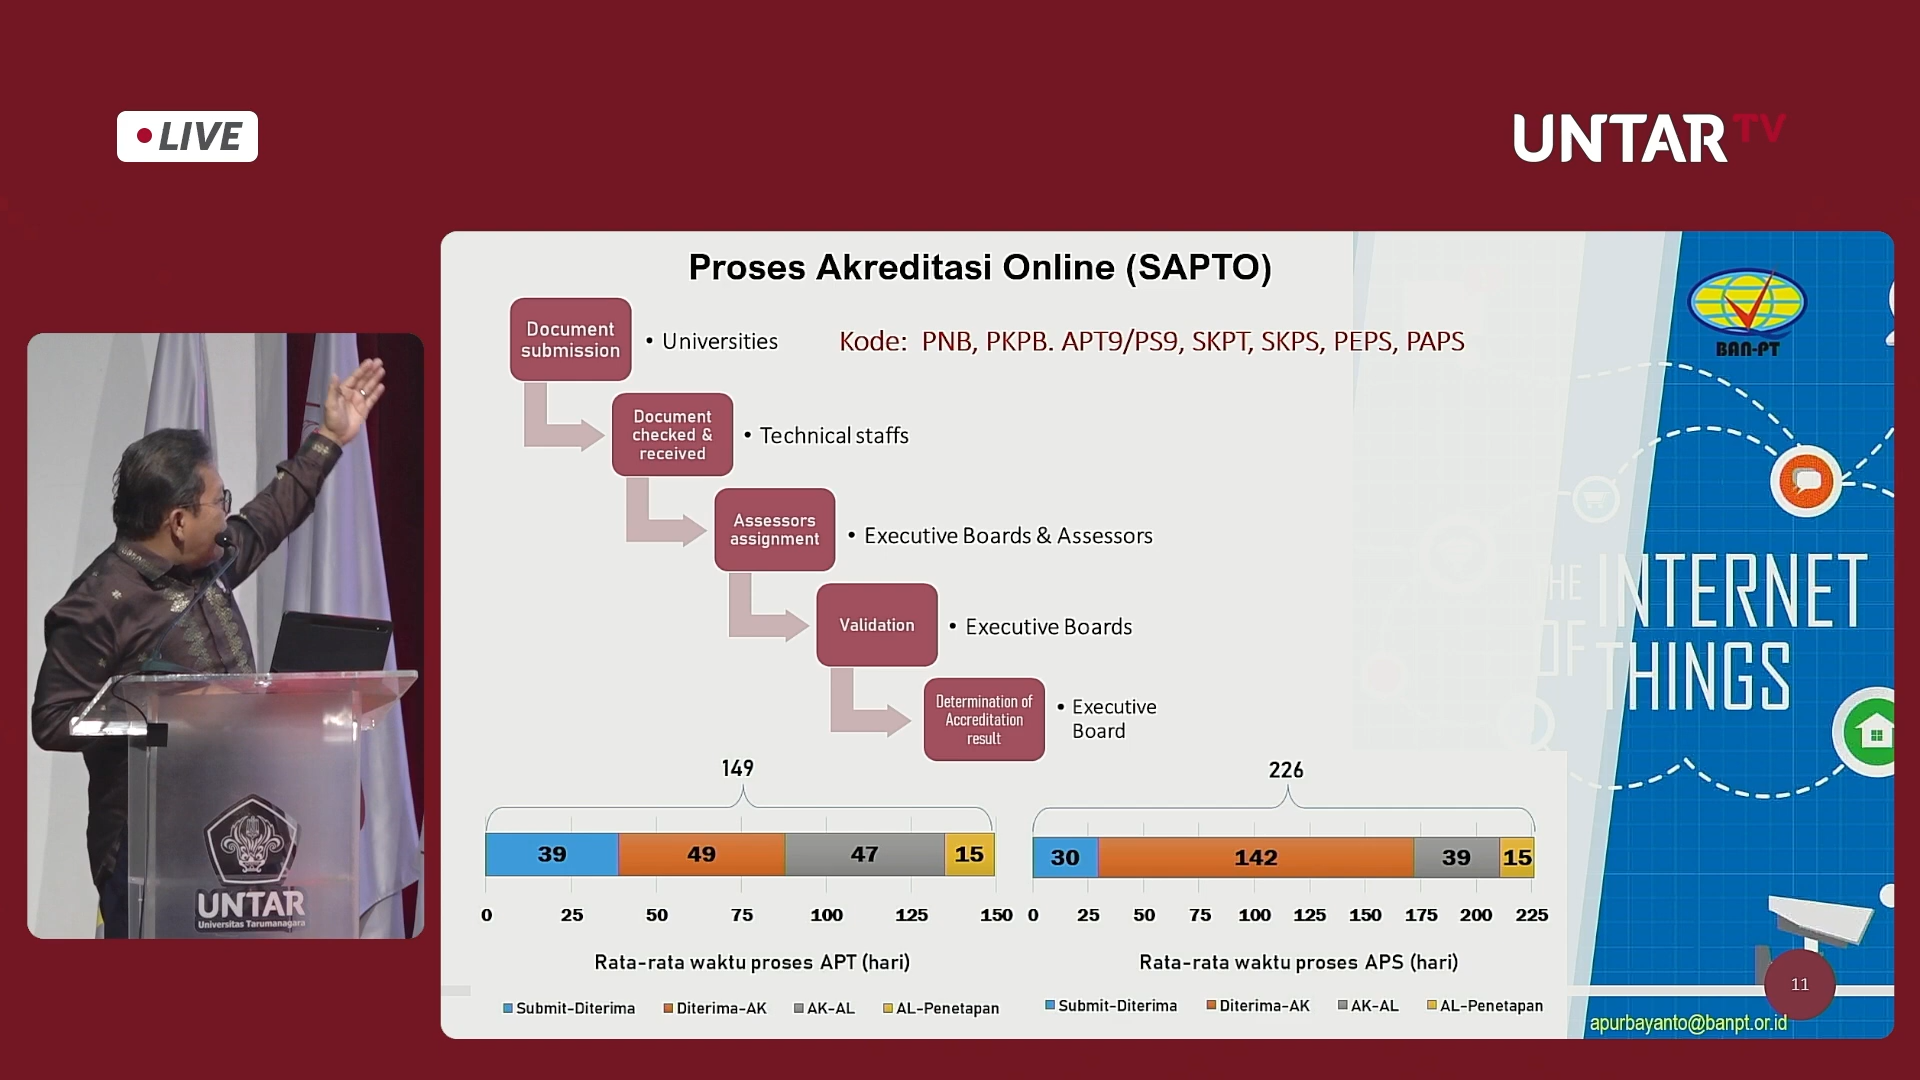 LIVE
UNTAR TV
Proses Akreditasi Online (SAPTO)
Document
submission
• Universities
Kode: PNB, PKPB. APT9/PS9, SKPT, SKPS, PEPS, PAPS
BAN-PT
Document
checked &
received
• Technical staffs
Assessors
assignment
• Executive Boards & Assessors
THE INTERNET
OF THINGS
Validation
• Executive Boards
Determination of
Accreditation
result
• Executive
Board
149
39 49 47 15
0 25 50 75 100 125 150
Rata-rata waktu proses APT (hari)
Submit-Diterima Diterima-AK AK-AL AL-Penetapan
226
30 142 39 15
0 25 50 75 100 125 150 175 200 225
Rata-rata waktu proses APS (hari)
Submit-Diterima Diterima-AK AK-AL AL-Penetapan
11
apurbayanto@banpt.or.id
UNTAR
Universitas Tarumanagara